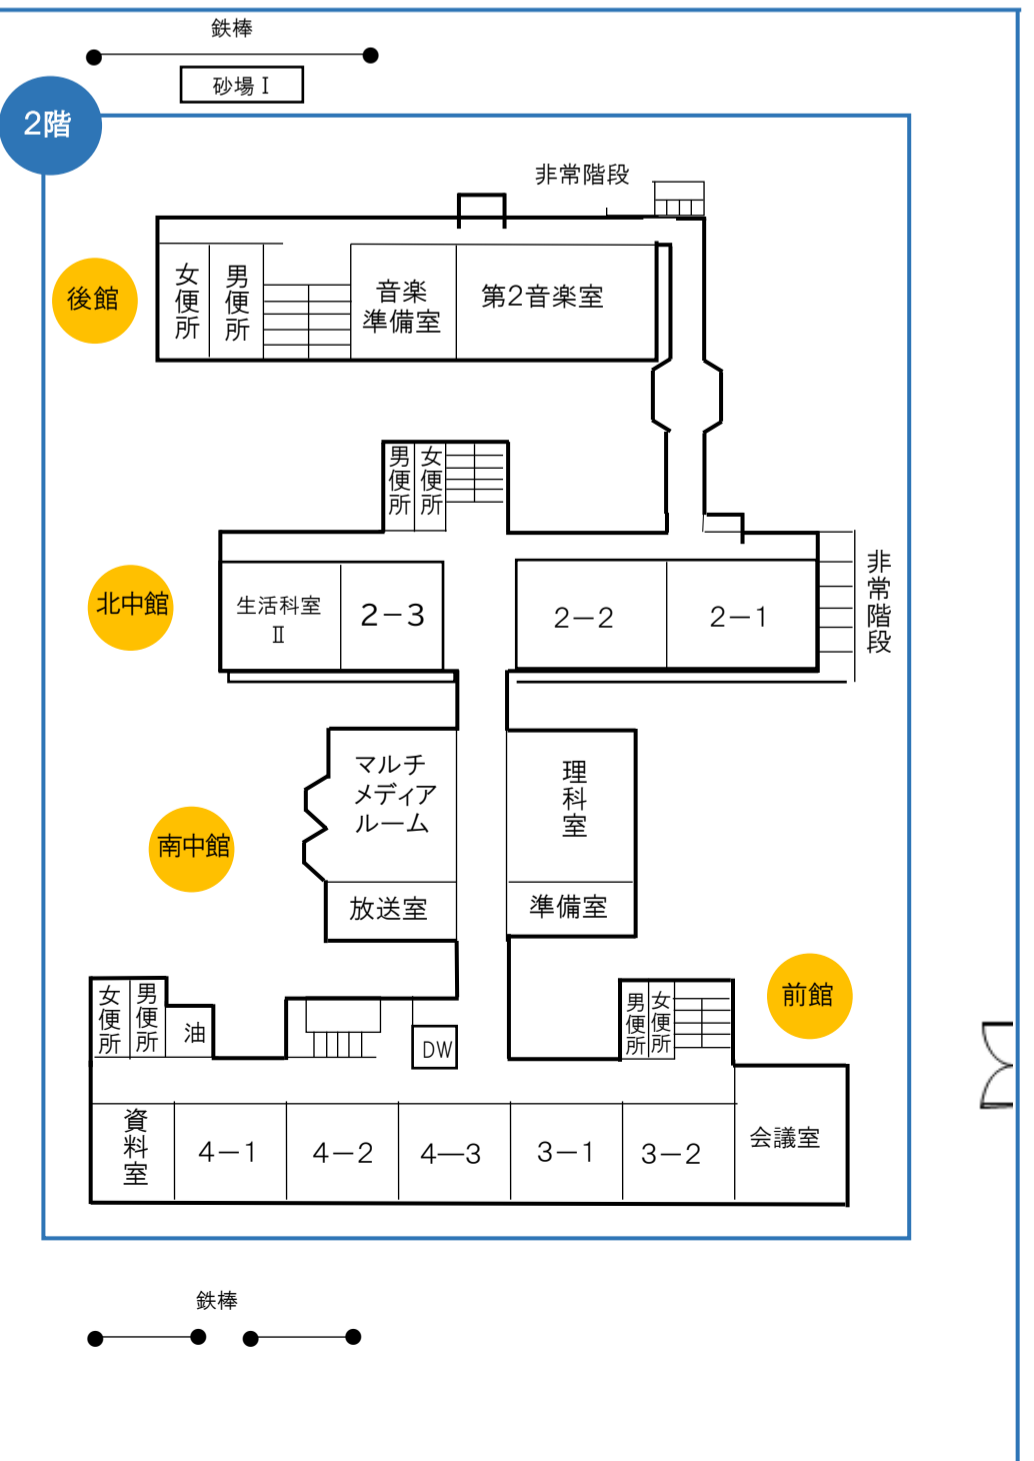 鉄棒
砂場Ⅰ
2階
非常階段
後館
女便所
男便所
音楽
準備室
第2音楽室
男便所
女便所
北中館
生活科室
Ⅱ
2－3
2－2
2－1
非常階段
マルチ
メディア
ルーム
理科室
南中館
放送室
準備室
前館
女便所
男便所
油
DW
男便所
女便所
資料室
4－1
4－2
4―3
3－1
3－2
会議室
鉄棒